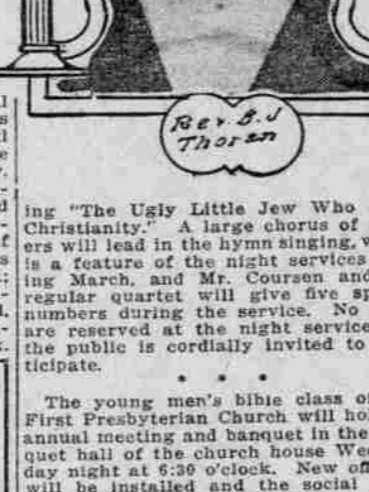 Rev. B. J
Thoren
ing "The Ugly Little Jew Who
Christianity." A large chorus of
ers will lead in the hymn singing,
is a feature of the night services
ing March, and Mr. Coursen and
regular quartet will give five sp
numbers during the service. No
are reserved at the night service
the public is cordially invited to
ticipate.
* * *
The young men's bible class of
First Presbyterian Church will ho
annual meeting and banquet in the
quet hall of the church house Wed
day night at 6:30 o'clock. New off
will be installed and the social